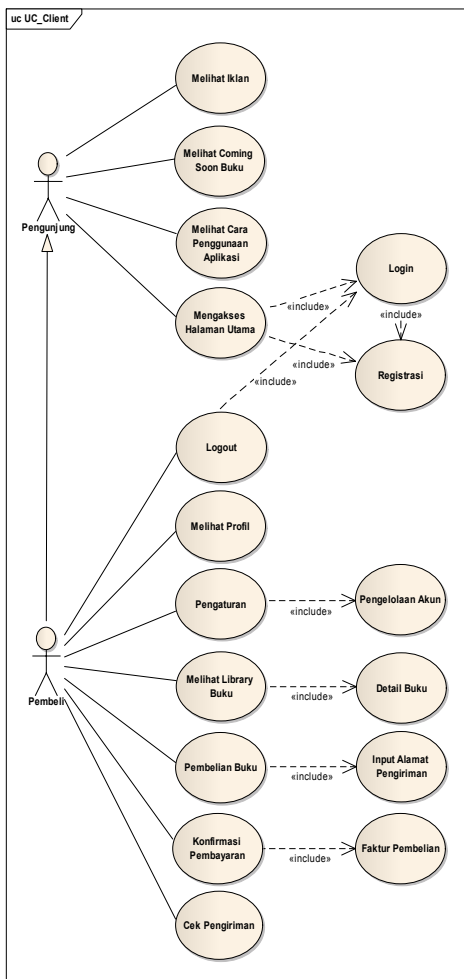 uc UC_Client
Melihat Iklan
Melihat Coming
Soon Buku
Pengunjung
Melihat Cara
Penggunaan
Aplikasi
Login
Mengakses
Halaman Utama
«include»
«include»
«include»
«include»
Registrasi
Logout
Melihat Profil
Pengaturan
«include»
Pengelolaan Akun
Pembeli
Melihat Library
Buku
«include»
Detail Buku
Pembelian Buku
«include»
Input Alamat
Pengiriman
Konfirmasi
Pembayaran
«include»
Faktur Pembelian
Cek Pengiriman